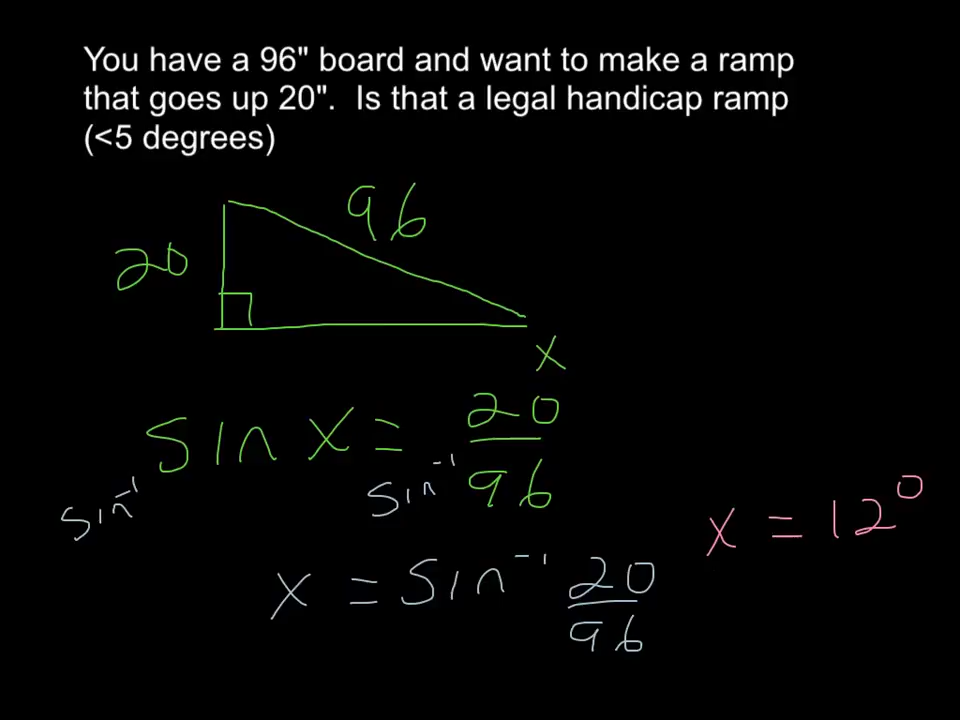 You have a 96" board and want to make a ramp
that goes up 20". Is that a legal handicap ramp
(<5 degrees)
96
20
x
sin x = 20/96
sin⁻¹ sin⁻¹
x = 12°
x = sin⁻¹ 20/96